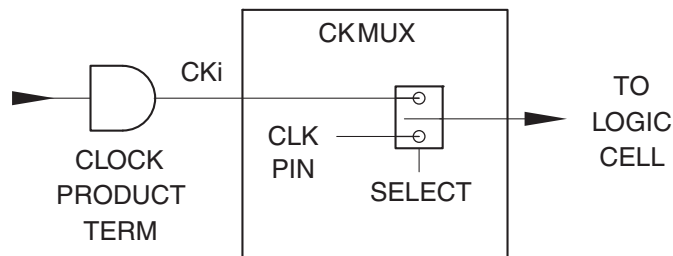 CKMUX
CKi
CLOCK
PRODUCT
TERM
CLK
PIN
SELECT
TO
LOGIC
CELL